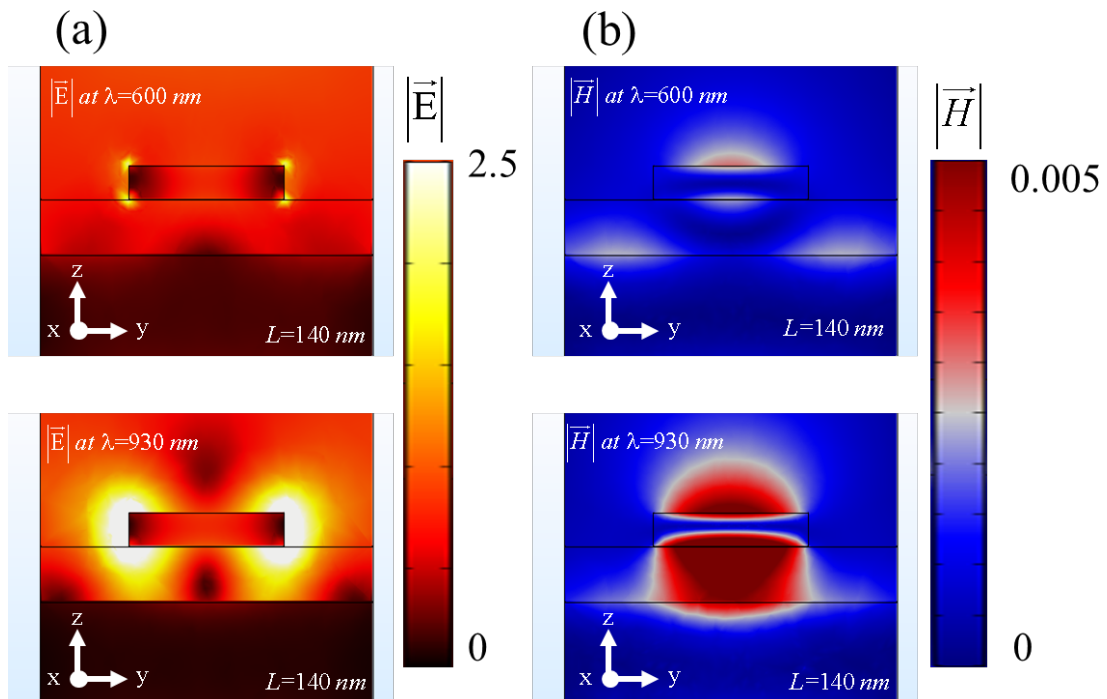 (a)
(b)
|E⃗| at λ=600 nm
|E⃗|
2.5
0
z
x
y
L=140 nm
|H⃗| at λ=600 nm
|H⃗|
0.005
0
z
x
y
L=140 nm
|E⃗| at λ=930 nm
z
x
y
L=140 nm
|H⃗| at λ=930 nm
z
x
y
L=140 nm